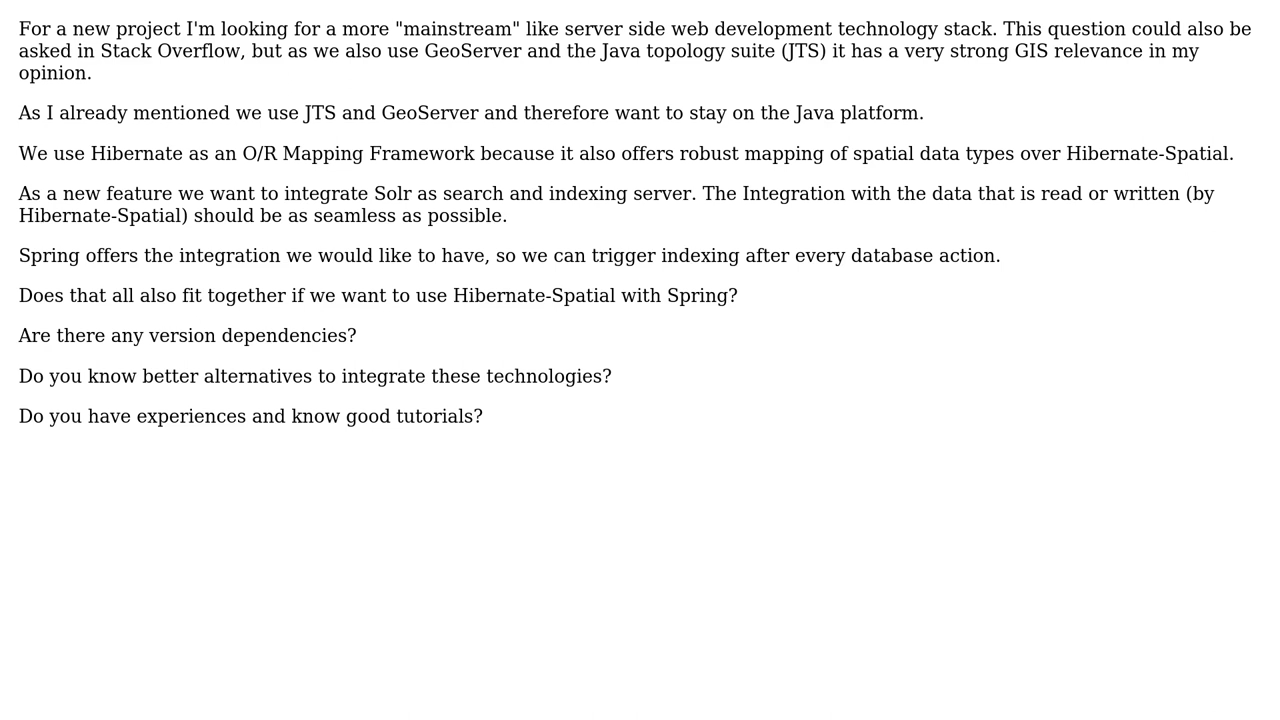 For a new project I'm looking for a more "mainstream" like server side web development technology stack. This question could also be
asked in Stack Overflow, but as we also use GeoServer and the Java topology suite (JTS) it has a very strong GIS relevance in my
opinion.
As I already mentioned we use JTS and GeoServer and therefore want to stay on the Java platform.
We use Hibernate as an O/R Mapping Framework because it also offers robust mapping of spatial data types over Hibernate-Spatial.
As a new feature we want to integrate Solr as search and indexing server. The Integration with the data that is read or written (by
Hibernate-Spatial) should be as seamless as possible.
Spring offers the integration we would like to have, so we can trigger indexing after every database action.
Does that all also fit together if we want to use Hibernate-Spatial with Spring?
Are there any version dependencies?
Do you know better alternatives to integrate these technologies?
Do you have experiences and know good tutorials?